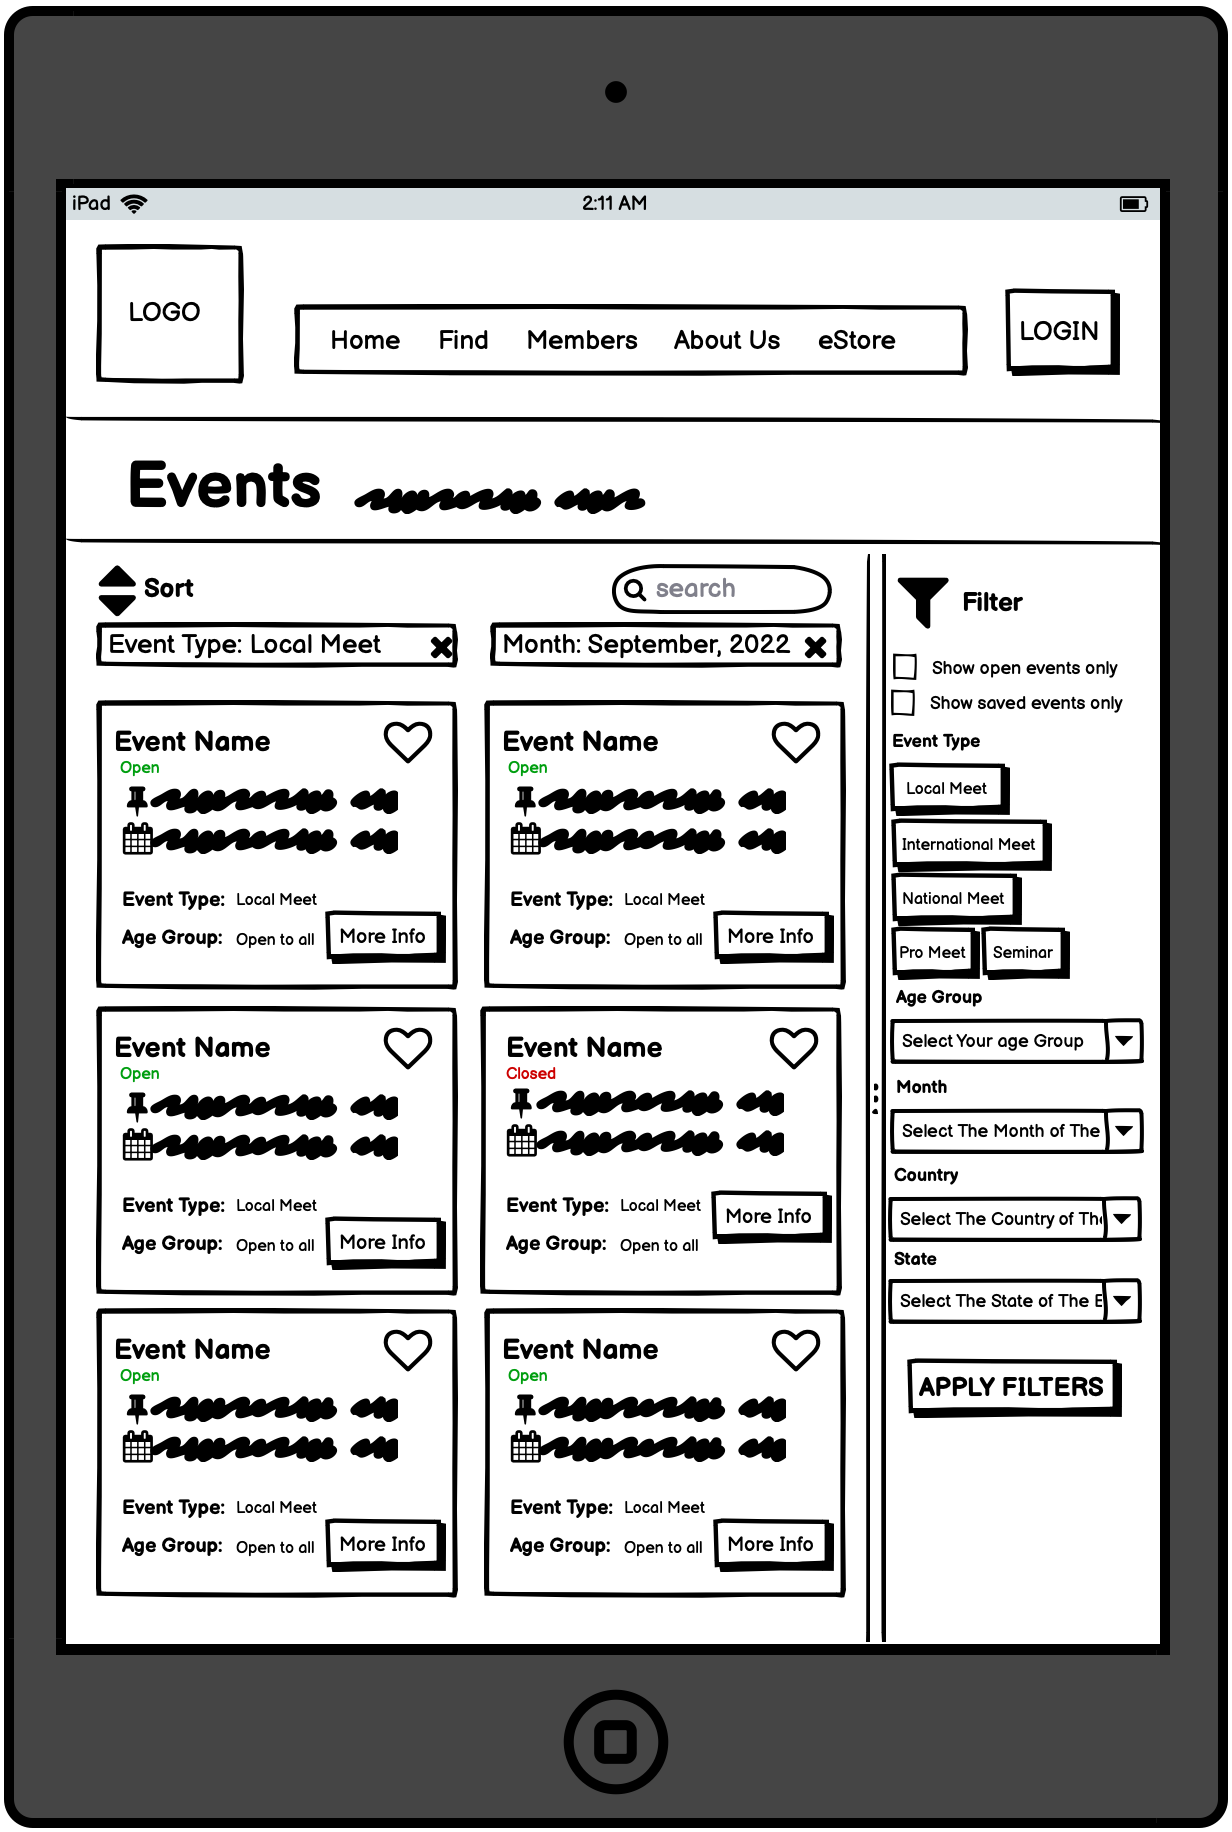 iPad 2:11 AM
LOGO
Home Find Members About Us eStore
LOGIN
Events
Sort
search
Event Type: Local Meet
Month: September, 2022
Event Name
Open
Event Type: Local Meet
Age Group: Open to all
More Info
Event Name
Open
Event Type: Local Meet
Age Group: Open to all
More Info
Event Name
Open
Event Type: Local Meet
Age Group: Open to all
More Info
Event Name
Closed
Event Type: Local Meet
Age Group: Open to all
More Info
Event Name
Open
Event Type: Local Meet
Age Group: Open to all
More Info
Event Name
Open
Event Type: Local Meet
Age Group: Open to all
More Info
Filter
Show open events only
Show saved events only
Event Type
Local Meet
International Meet
National Meet
Pro Meet Seminar
Age Group
Select Your age Group
Month
Select The Month of The
Country
Select The Country of The
State
Select The State of The E
APPLY FILTERS